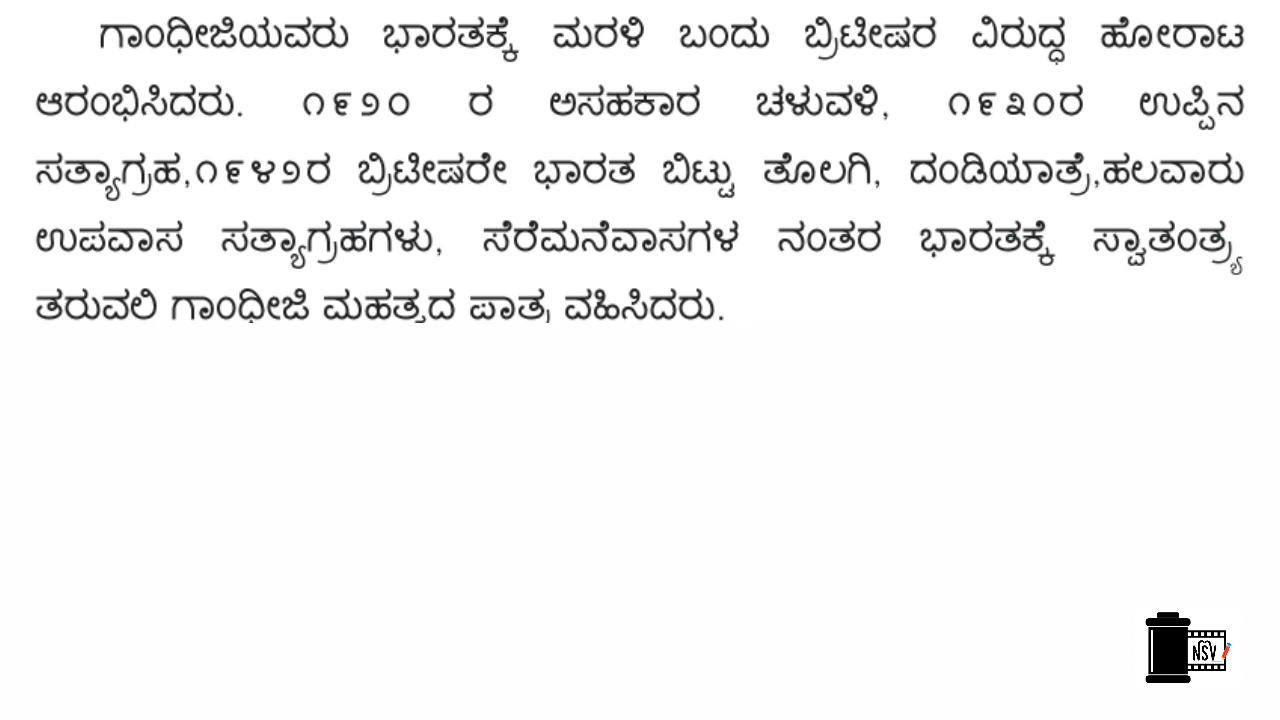 ಗಾಂಧೀಜಿಯವರು ಭಾರತಕ್ಕೆ ಮರಳಿ ಬಂದು ಬ್ರಿಟೀಷರ ವಿರುದ್ಧ ಹೋರಾಟ
ಆರಂಭಿಸಿದರು. ೧೯೨೦ ರ ಅಸಹಕಾರ ಚಳುವಳಿ, ೧೯೩೦ರ ಉಪ್ಪಿನ
ಸತ್ಯಾಗ್ರಹ,೧೯೪೨ರ ಬ್ರಿಟೀಷರೇ ಭಾರತ ಬಿಟ್ಟು ತೊಲಗಿ, ದಂಡಿಯಾತ್ರೆ,ಹಲವಾರು
ಉಪವಾಸ ಸತ್ಯಾಗ್ರಹಗಳು, ಸೆರೆಮನೆವಾಸಗಳ ನಂತರ ಭಾರತಕ್ಕೆ ಸ್ವಾತಂತ್ರ್ಯ
ತರುವಲಿ ಗಾಂಧೀಜಿ ಮಹತ್ವದ ಪಾತ್ರ ವಹಿಸಿದರು.
NSV